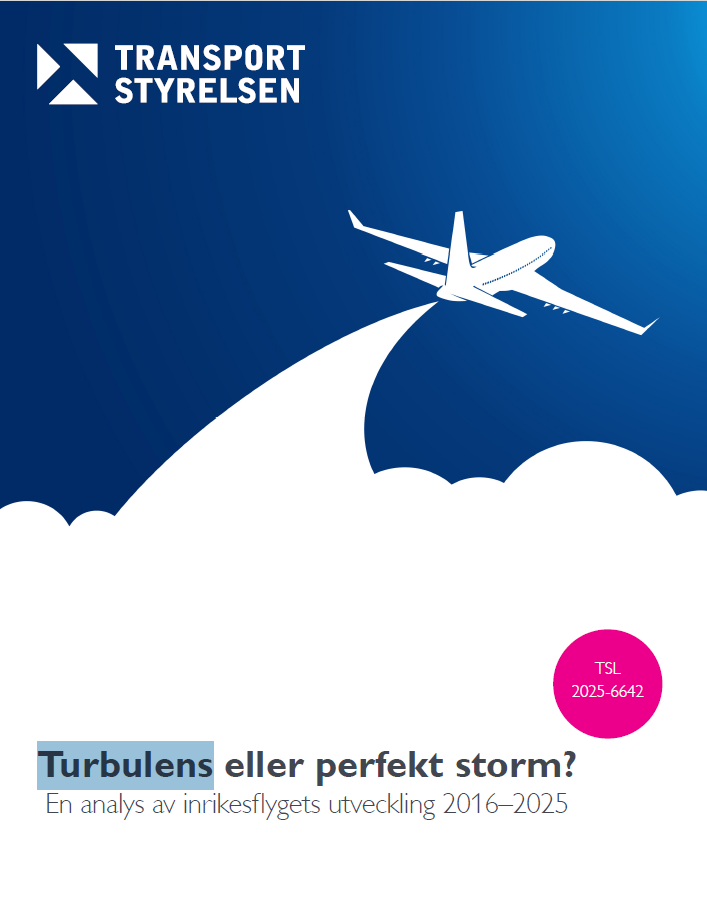 TRANSPORT
STYRELSEN
TSL
2025-6642
Turbulens eller perfekt storm?
En analys av inrikesflygets utveckling 2016–2025